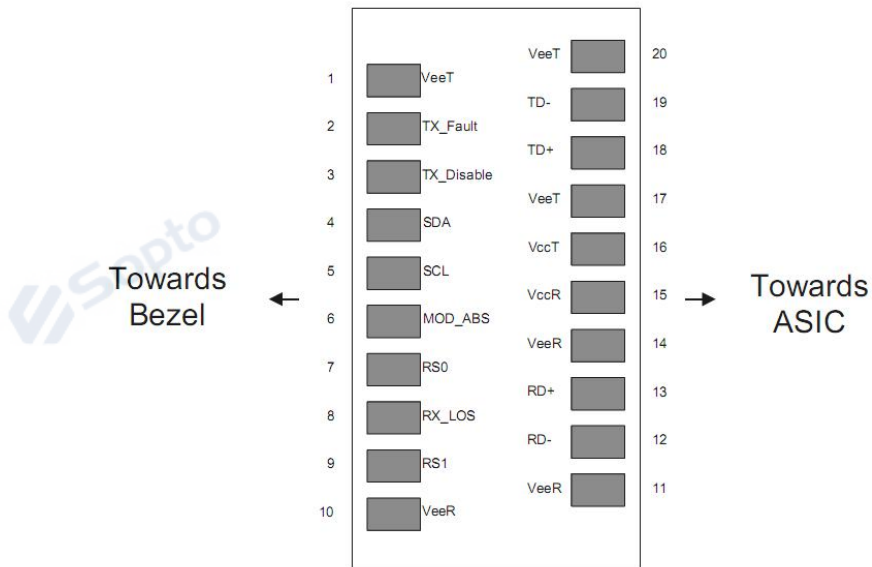 VeeT 20
1 VeeT
TD- 19
2 TX_Fault
TD+ 18
3 TX_Disable
VeeT 17
4 SDA
VccT 16
5 SCL
VccR 15
6 MOD_ABS
VeeR 14
7 RS0
RD+ 13
8 RX_LOS
RD- 12
9 RS1
VeeR 11
10 VeeR
Towards
Bezel
Towards
ASIC
Sopto